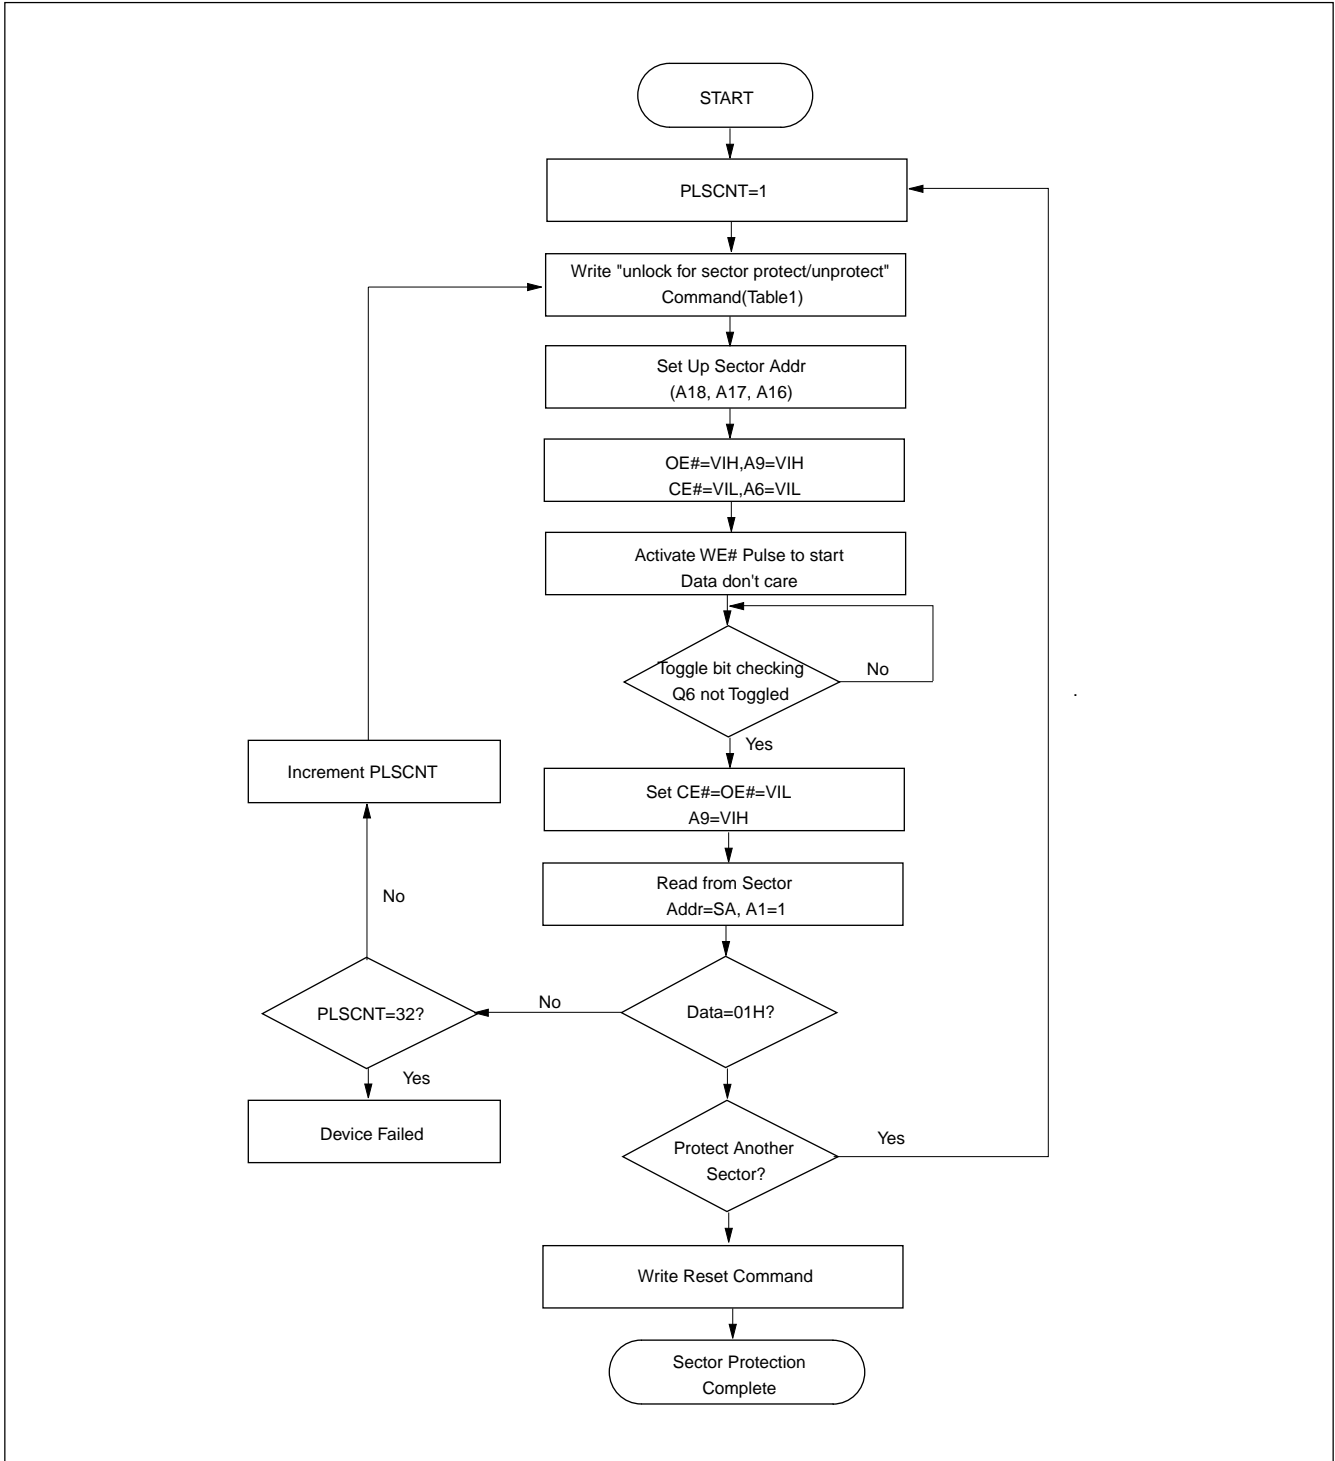 START
PLSCNT=1
Write "unlock for sector protect/unprotect"
Command(Table1)
Set Up Sector Addr
(A18, A17, A16)
OE#=VIH,A9=VIH
CE#=VIL,A6=VIL
Activate WE# Pulse to start
Data don't care
Toggle bit checking
Q6 not Toggled
No
Yes
Increment PLSCNT
Set CE#=OE#=VIL
A9=VIH
Read from Sector
Addr=SA, A1=1
No
PLSCNT=32?
No
Data=01H?
Yes
Device Failed
Protect Another
Sector?
Yes
Write Reset Command
Sector Protection
Complete
.